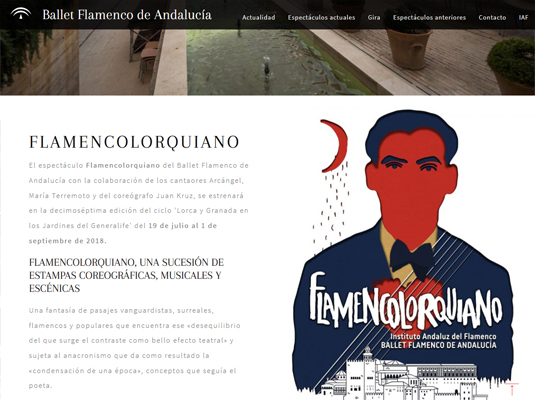 Ballet Flamenco de Andalucía
Actualidad Espectáculos actuales Gira Espectáculos anteriores Contacto IAF
FLAMENCOLORQUIANO
El espectáculo Flamencolorquiano del Ballet Flamenco de
Andalucía con la colaboración de los cantaores Arcángel,
María Terremoto y del coreógrafo Juan Kruz, se estrenará
en la decimoséptima edición del ciclo 'Lorca y Granada en
los Jardines del Generalife' del 19 de julio al 1 de
septiembre de 2018.
FLAMENCOLORQUIANO, UNA SUCESIÓN DE
ESTAMPAS COREOGRÁFICAS, MUSICALES Y
ESCÉNICAS
Una fantasía de pasajes vanguardistas, surreales,
flamencos y populares que encuentra ese «desequilibrio
del que surge el contraste como bello efecto teatral» y
sujeta al anacronismo que da como resultado la
«condensación de una época», conceptos que seguía el
poeta.
FLAMENCOLORQUIANO
Instituto Andaluz del Flamenco
BALLET FLAMENCO DE ANDALUCÍA